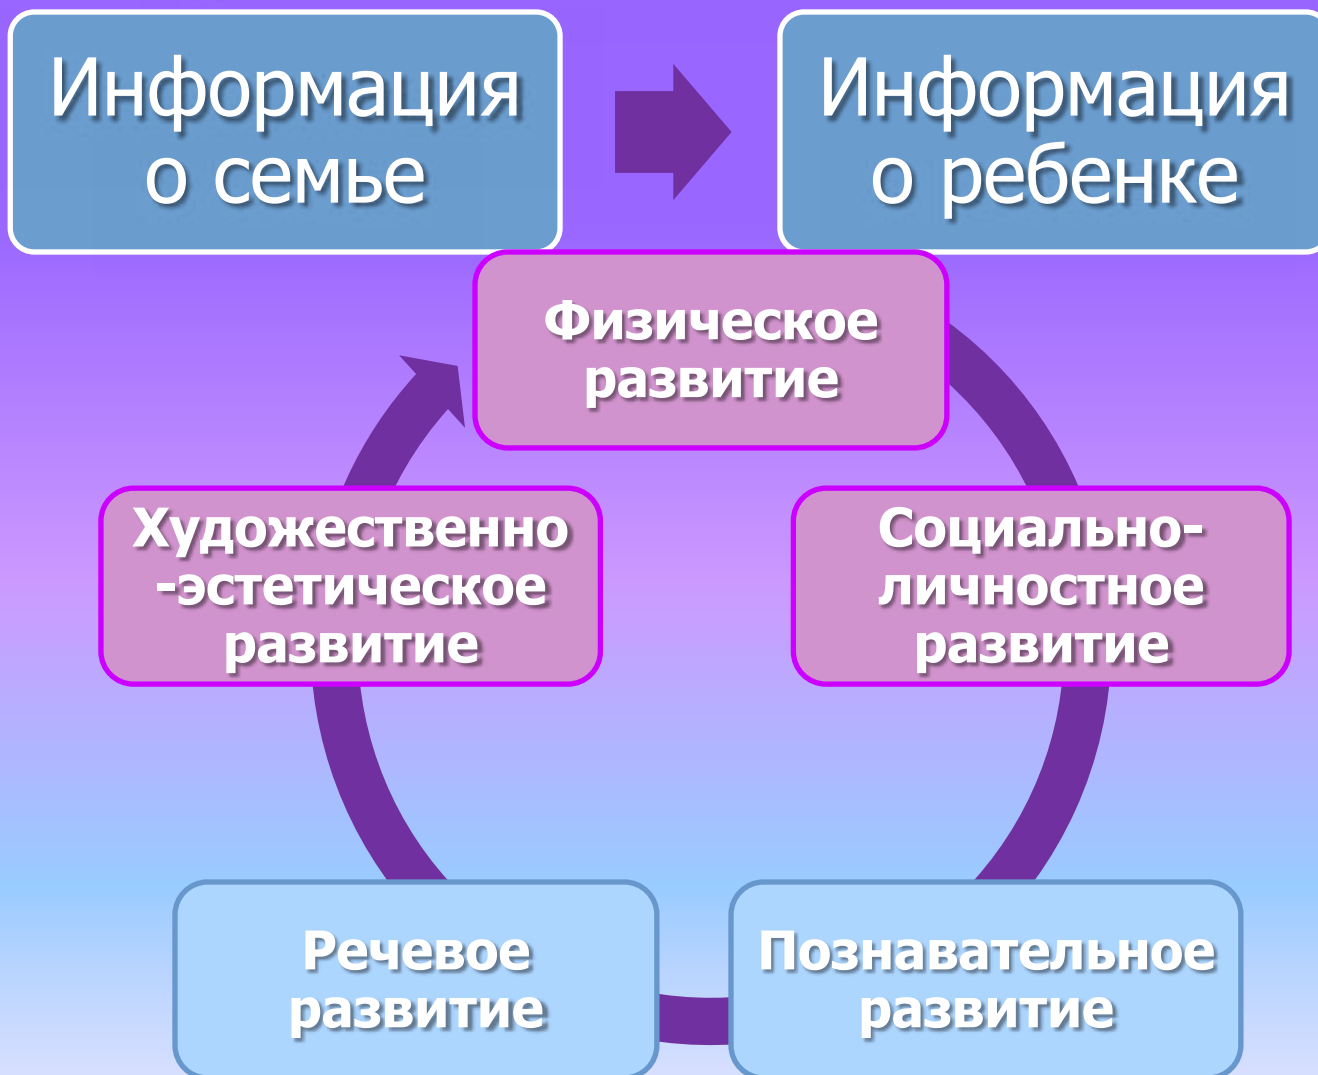 Информация
о семье
Информация
о ребенке
Физическое
развитие
Художественно
-эстетическое
развитие
Социально-
личностное
развитие
Речевое
развитие
Познавательное
развитие